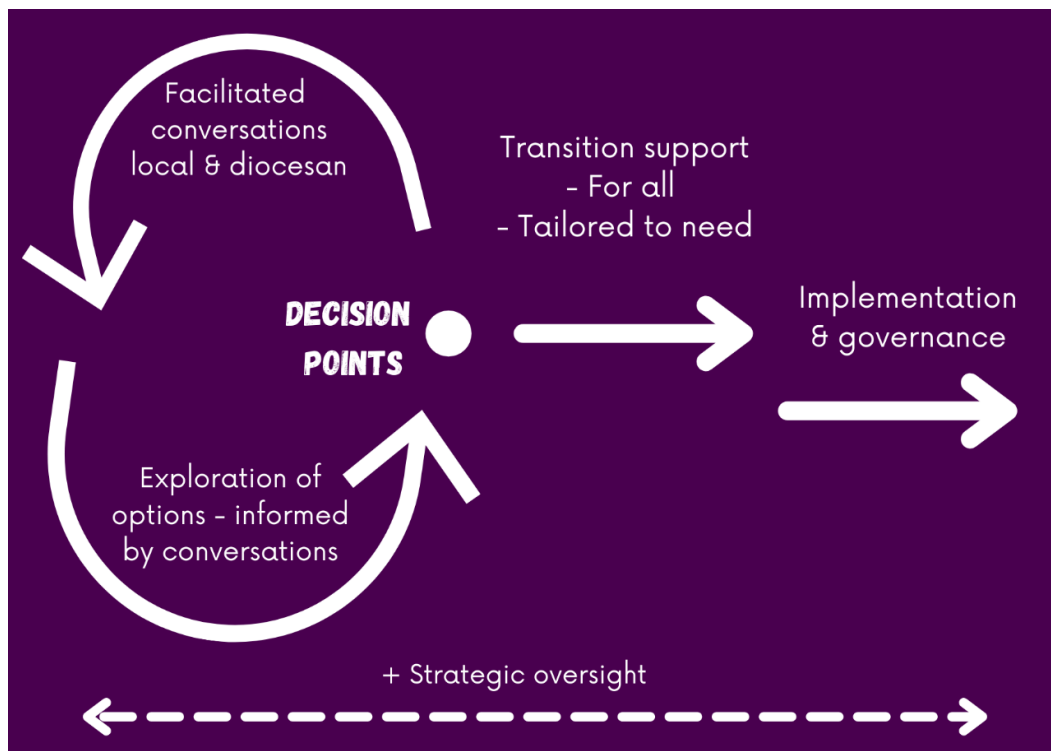 Facilitated
conversations
local & diocesan
Transition support
- For all
- Tailored to need
DECISION
POINTS
Implementation
& governance
Exploration of
options - informed
by conversations
+ Strategic oversight